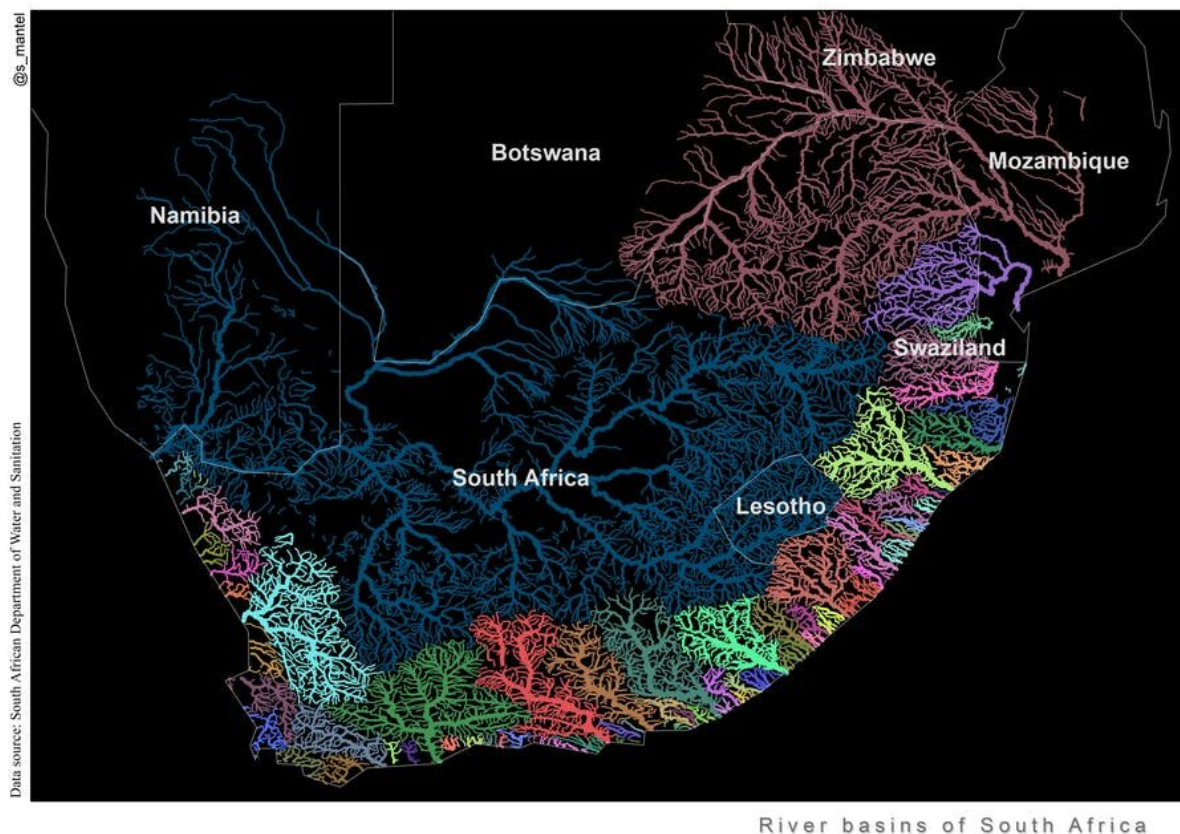 @s_mantel
Zimbabwe
Botswana
Mozambique
Namibia
Swaziland
South Africa
Lesotho
Data source: South African Department of Water and Sanitation
River basins of South Africa